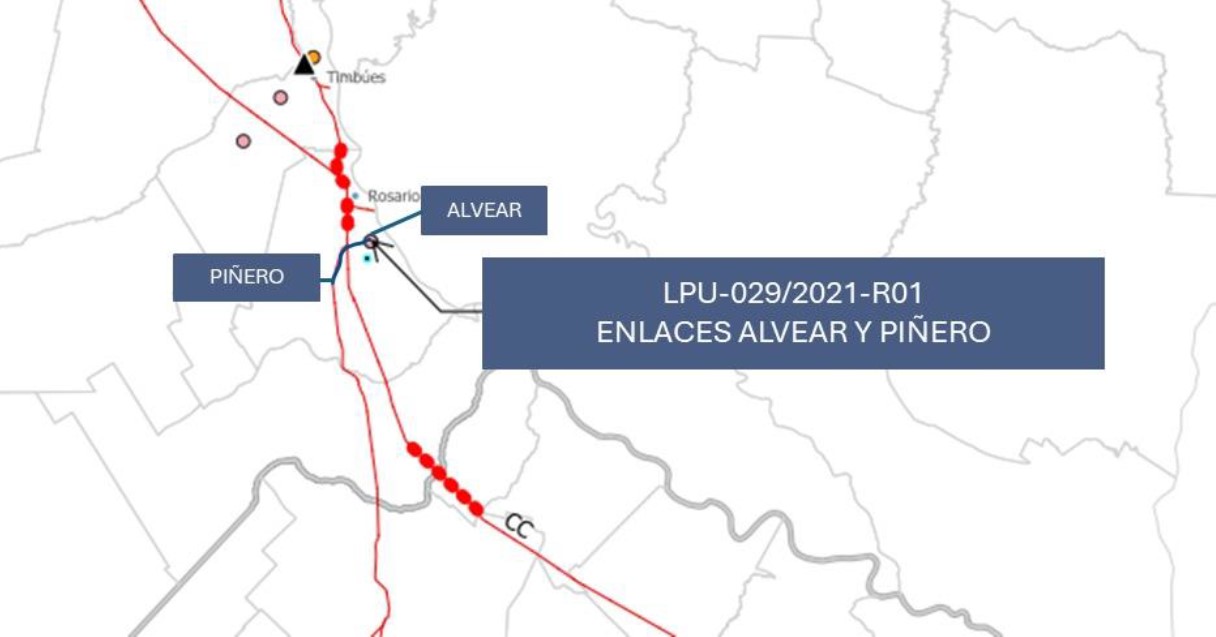 Timbúes
Rosario
ALVEAR
PIÑERO
LPU-029/2021-R01
ENLACES ALVEAR Y PIÑERO
CC